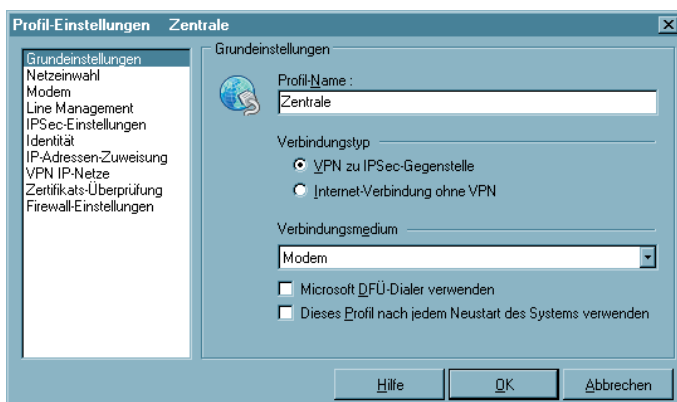 Profil-Einstellungen Zentrale
Grundeinstellungen
Netzeinwahl
Modem
Line Management
IPSec-Einstellungen
Identität
IP-Adressen-Zuweisung
VPN IP-Netze
Zertifikats-Überprüfung
Firewall-Einstellungen
Grundeinstellungen
Profil-Name :
Zentrale
Verbindungstyp
VPN zu IPSec-Gegenstelle
Internet-Verbindung ohne VPN
Verbindungsmedium
Modem
Microsoft DFÜ-Dialer verwenden
Dieses Profil nach jedem Neustart des Systems verwenden
Hilfe
OK
Abbrechen